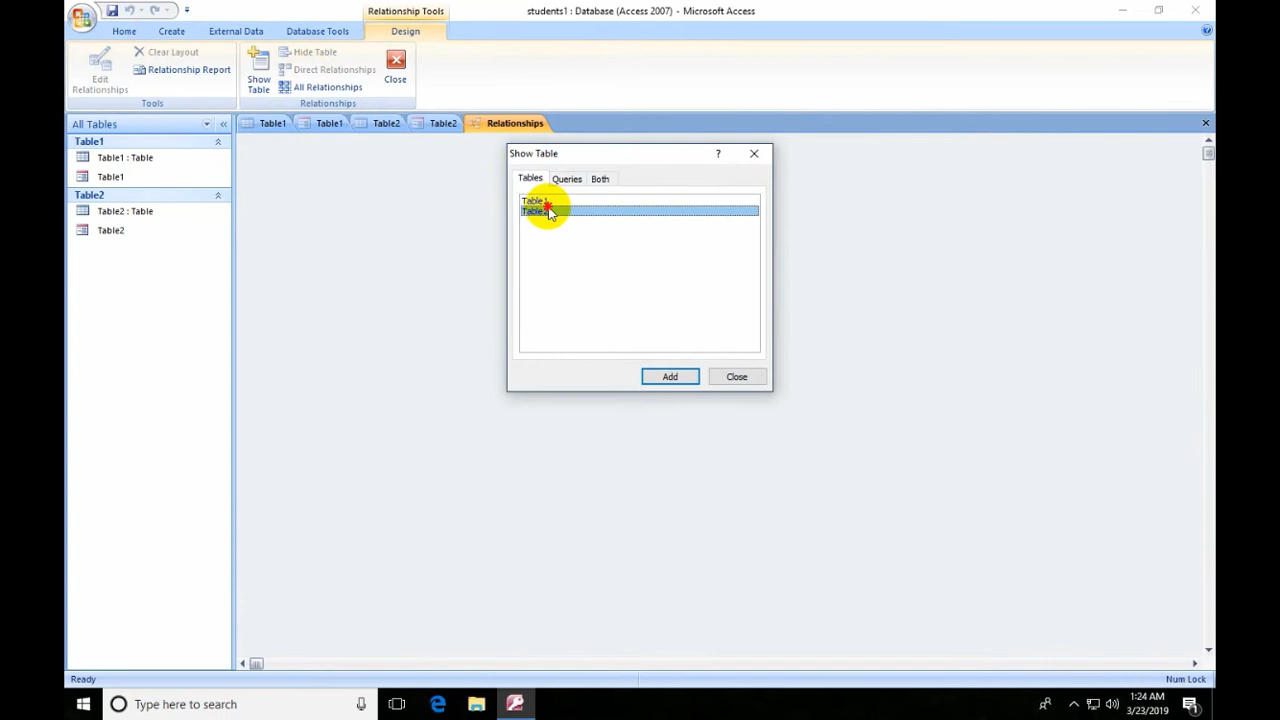 Relationship Tools
students1 : Database (Access 2007) - Microsoft Access
Home Create External Data Database Tools Design
Edit Relationships
Clear Layout
Relationship Report
Tools
Show Table
Hide Table
Direct Relationships
All Relationships
Close
Relationships
All Tables
Table1 Table1 Table2 Table2 Relationships
Table1
Table1 : Table
Table1
Table2
Table2 : Table
Table2
Show Table
Tables Queries Both
Table1
Table2
Add Close
Ready
Num Lock
Type here to search
1:24 AM
3/23/2019